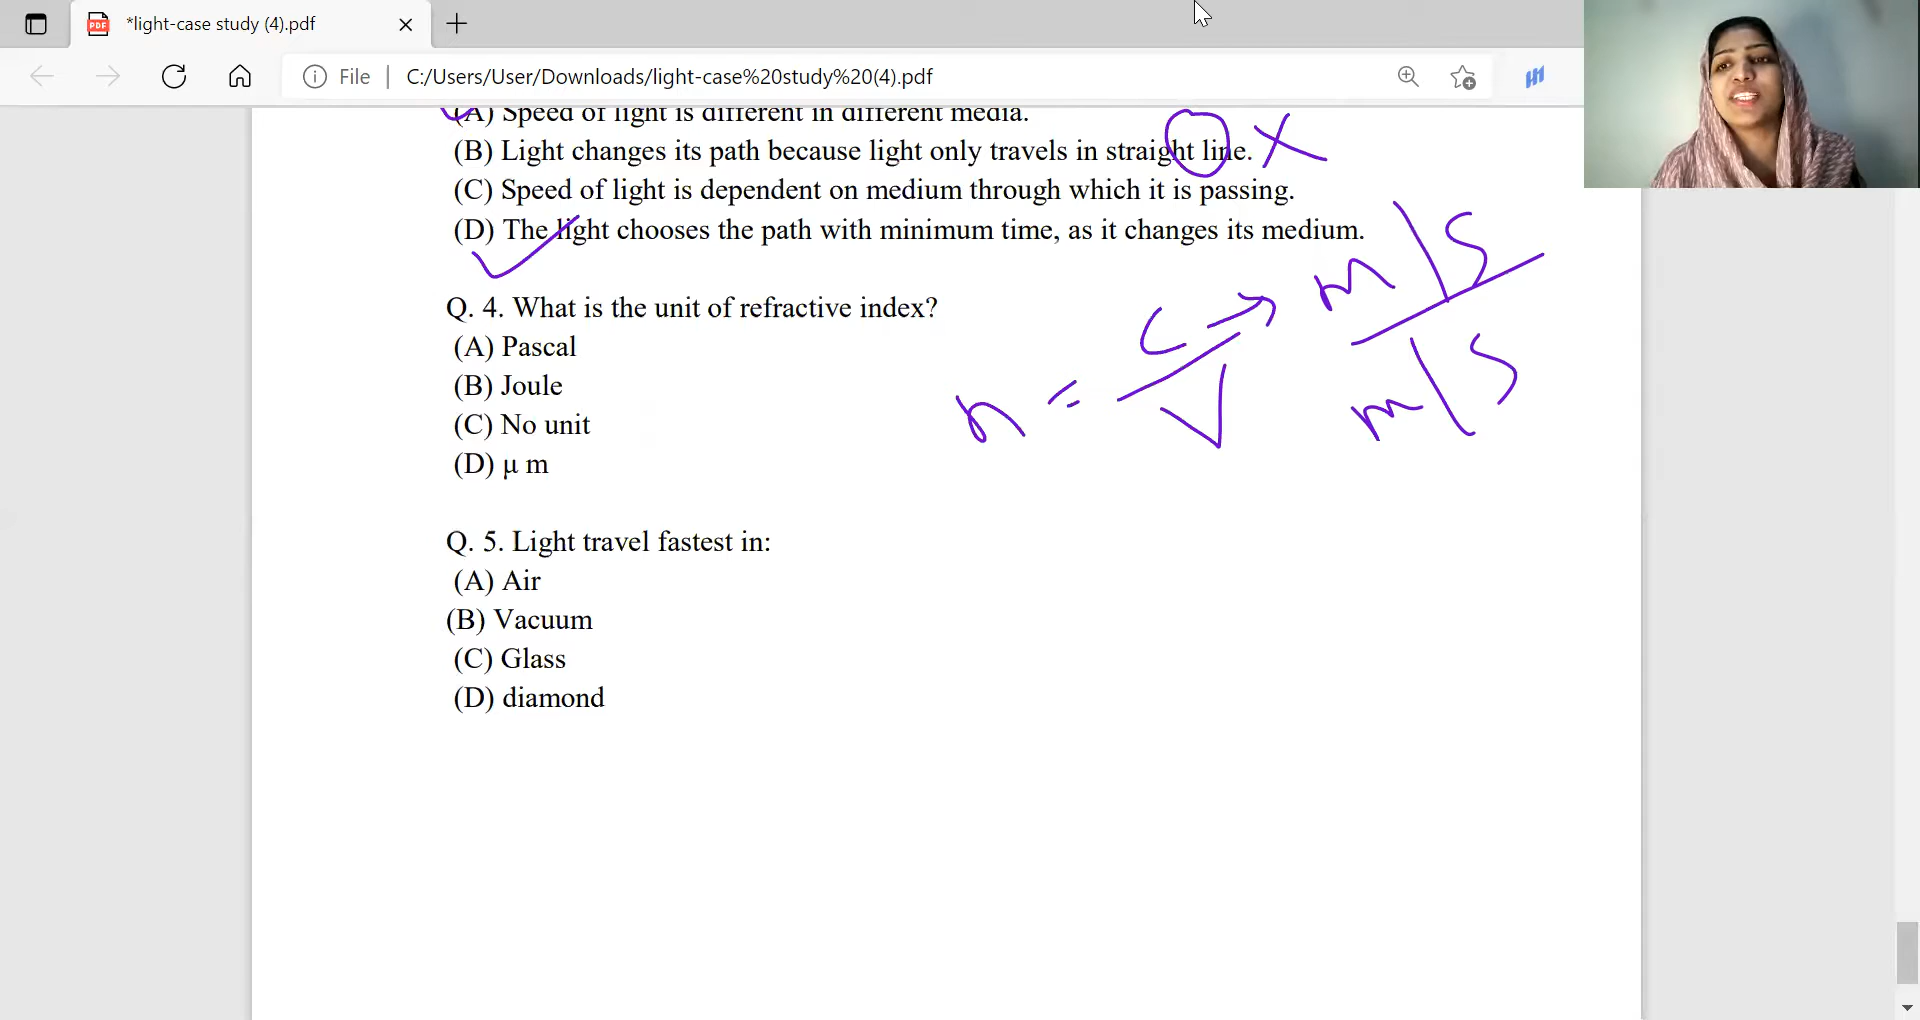 *light-case study (4).pdf
File | C:/Users/User/Downloads/light-case%20study%20(4).pdf
(A) Speed of light is different in different media.
(B) Light changes its path because light only travels in straight line.
(C) Speed of light is dependent on medium through which it is passing.
(D) The light chooses the path with minimum time, as it changes its medium.
Q. 4. What is the unit of refractive index?
(A) Pascal
(B) Joule
(C) No unit
(D) µ m
n = c / v → m/s / m/s
Q. 5. Light travel fastest in:
(A) Air
(B) Vacuum
(C) Glass
(D) diamond